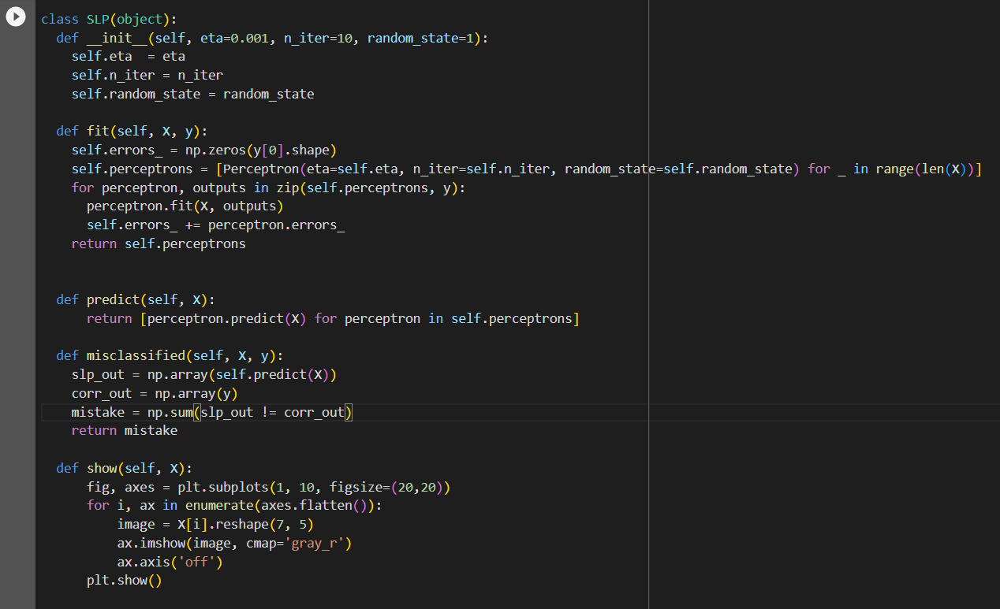 class SLP(object):
  def __init__(self, eta=0.001, n_iter=10, random_state=1):
    self.eta  = eta
    self.n_iter = n_iter
    self.random_state = random_state

  def fit(self, X, y):
    self.errors_ = np.zeros(y[0].shape)
    self.perceptrons = [Perceptron(eta=self.eta, n_iter=self.n_iter, random_state=self.random_state) for _ in range(len(X))]
    for perceptron, outputs in zip(self.perceptrons, y):
      perceptron.fit(X, outputs)
      self.errors_ += perceptron.errors_
    return self.perceptrons


  def predict(self, X):
      return [perceptron.predict(X) for perceptron in self.perceptrons]

  def misclassified(self, X, y):
    slp_out = np.array(self.predict(X))
    corr_out = np.array(y)
    mistake = np.sum(slp_out != corr_out)
    return mistake

  def show(self, X):
      fig, axes = plt.subplots(1, 10, figsize=(20,20))
      for i, ax in enumerate(axes.flatten()):
          image = X[i].reshape(7, 5)
          ax.imshow(image, cmap='gray_r')
          ax.axis('off')
      plt.show()